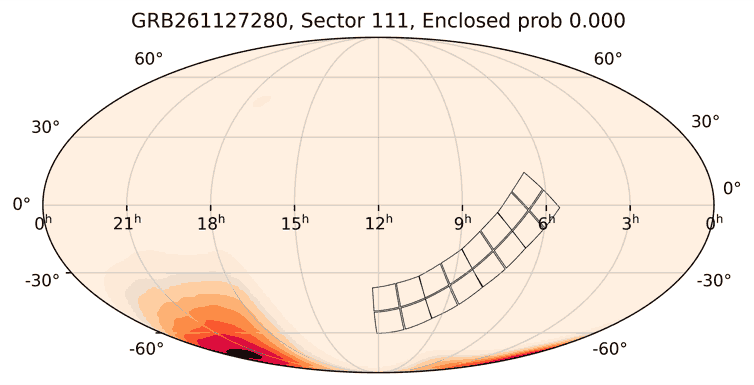 GRB261127280, Sector 111, Enclosed prob 0.000
60° 60°
30° 30°
0° 0°
0h 21h 18h 15h 12h 9h 6h 3h 0h
-30° -30°
-60° -60°